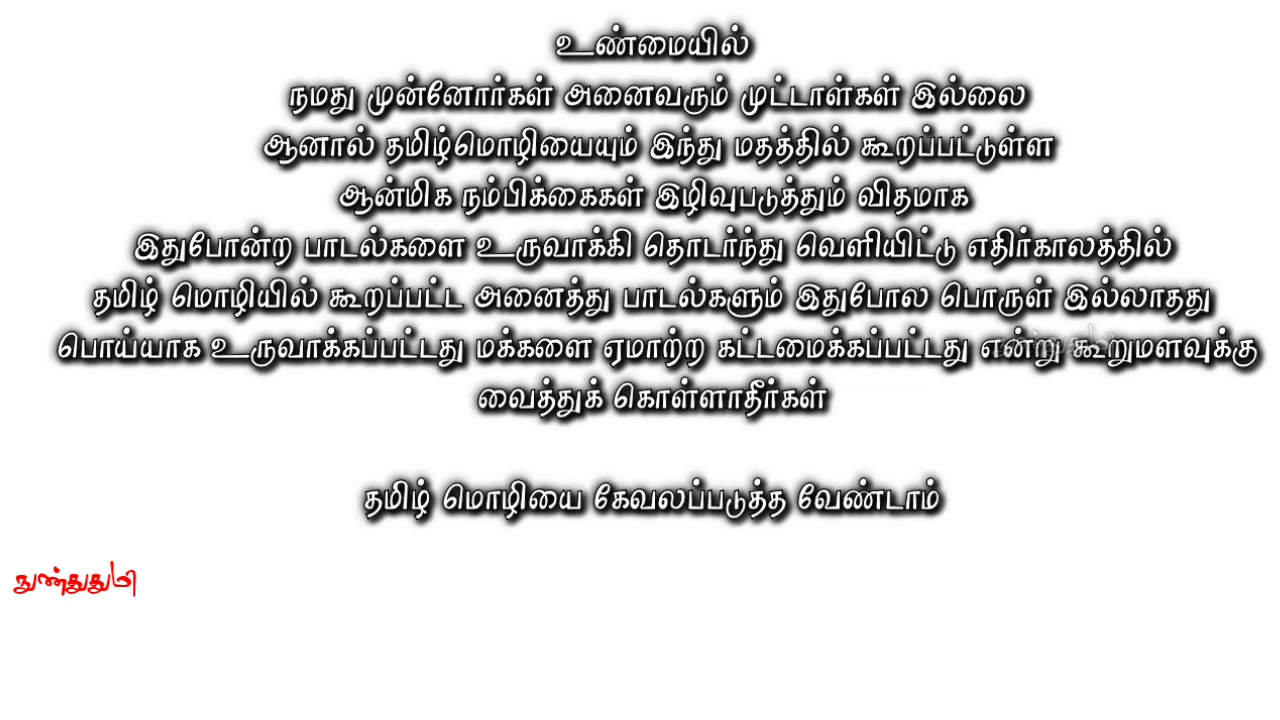 உண்மையில்
நமது முன்னோர்கள் அனைவரும் முட்டாள்கள் இல்லை
ஆனால் தமிழ்மொழியையும் இந்து மதத்தில் கூறப்பட்டுள்ள
ஆன்மிக நம்பிக்கைகள் இழிவுபடுத்தும் விதமாக
இதுபோன்ற பாடல்களை உருவாக்கி தொடர்ந்து வெளியிட்டு எதிர்காலத்தில்
தமிழ் மொழியில் கூறப்பட்ட அனைத்து பாடல்களும் இதுபோல பொருள் இல்லாதது
பொய்யாக உருவாக்கப்பட்டது மக்களை ஏமாற்ற கட்டமைக்கப்பட்டது என்று கூறுமளவுக்கு
வைத்துக் கொள்ளாதீர்கள்
தமிழ் மொழியை கேவலப்படுத்த வேண்டாம்
நுண்துதுமி